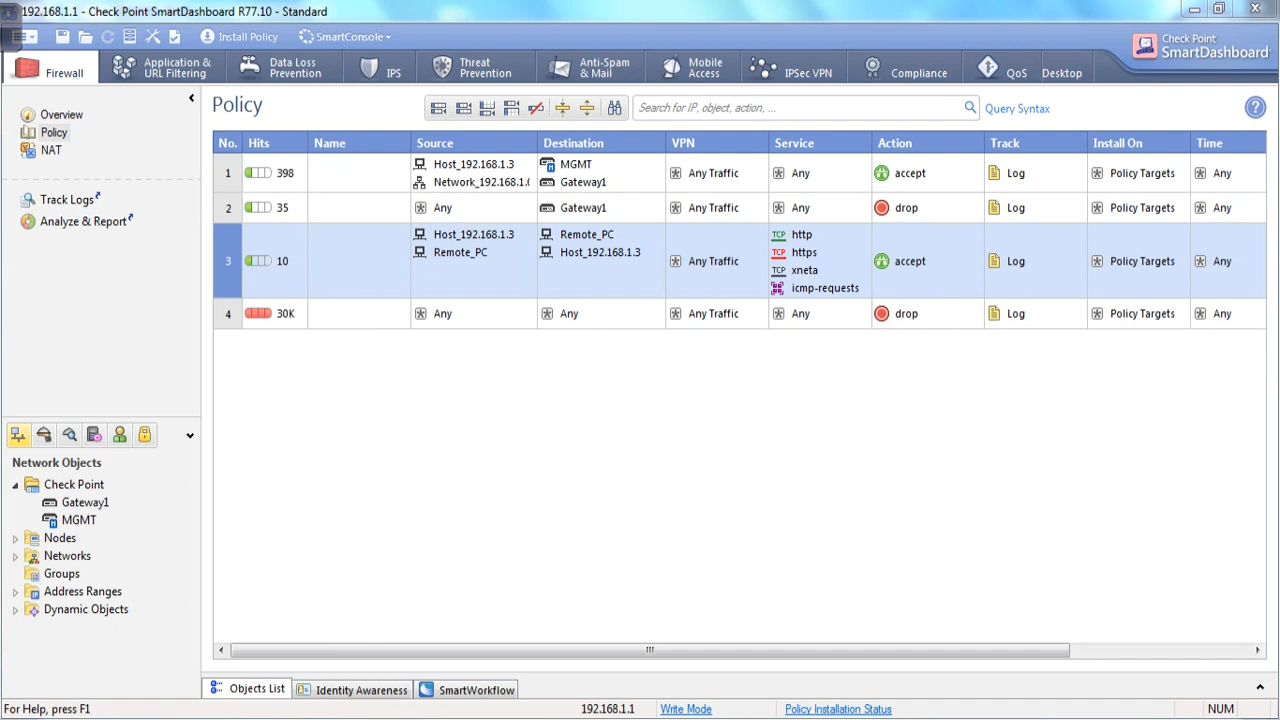 192.168.1.1 - Check Point SmartDashboard R77.10 - Standard
Install Policy
SmartConsole
Check Point
SmartDashboard
Firewall
Application &
URL Filtering
Data Loss
Prevention
IPS
Threat
Prevention
Anti-Spam
& Mail
Mobile
Access
IPSec VPN
Compliance
QoS
Desktop
Overview
Policy
NAT
Track Logs
Analyze & Report
Policy
Search for IP, object, action, ...
Query Syntax
No. Hits Name Source Destination VPN Service Action Track Install On Time
1 398 Host_192.168.1.3 MGMT Any Traffic Any accept Log Policy Targets Any
Network_192.168.1.0 Gateway1
2 35 Any Gateway1 Any Traffic Any drop Log Policy Targets Any
3 10 Host_192.168.1.3 Remote_PC Any Traffic http accept Log Policy Targets Any
Remote_PC Host_192.168.1.3 TCP https
TCP xneta
icmp-requests
4 30K Any Any Any Traffic Any drop Log Policy Targets Any
Network Objects
Check Point
Gateway1
MGMT
Nodes
Networks
Groups
Address Ranges
Dynamic Objects
Objects List
Identity Awareness
SmartWorkflow
For Help, press F1
192.168.1.1
Write Mode
Policy Installation Status
NUM